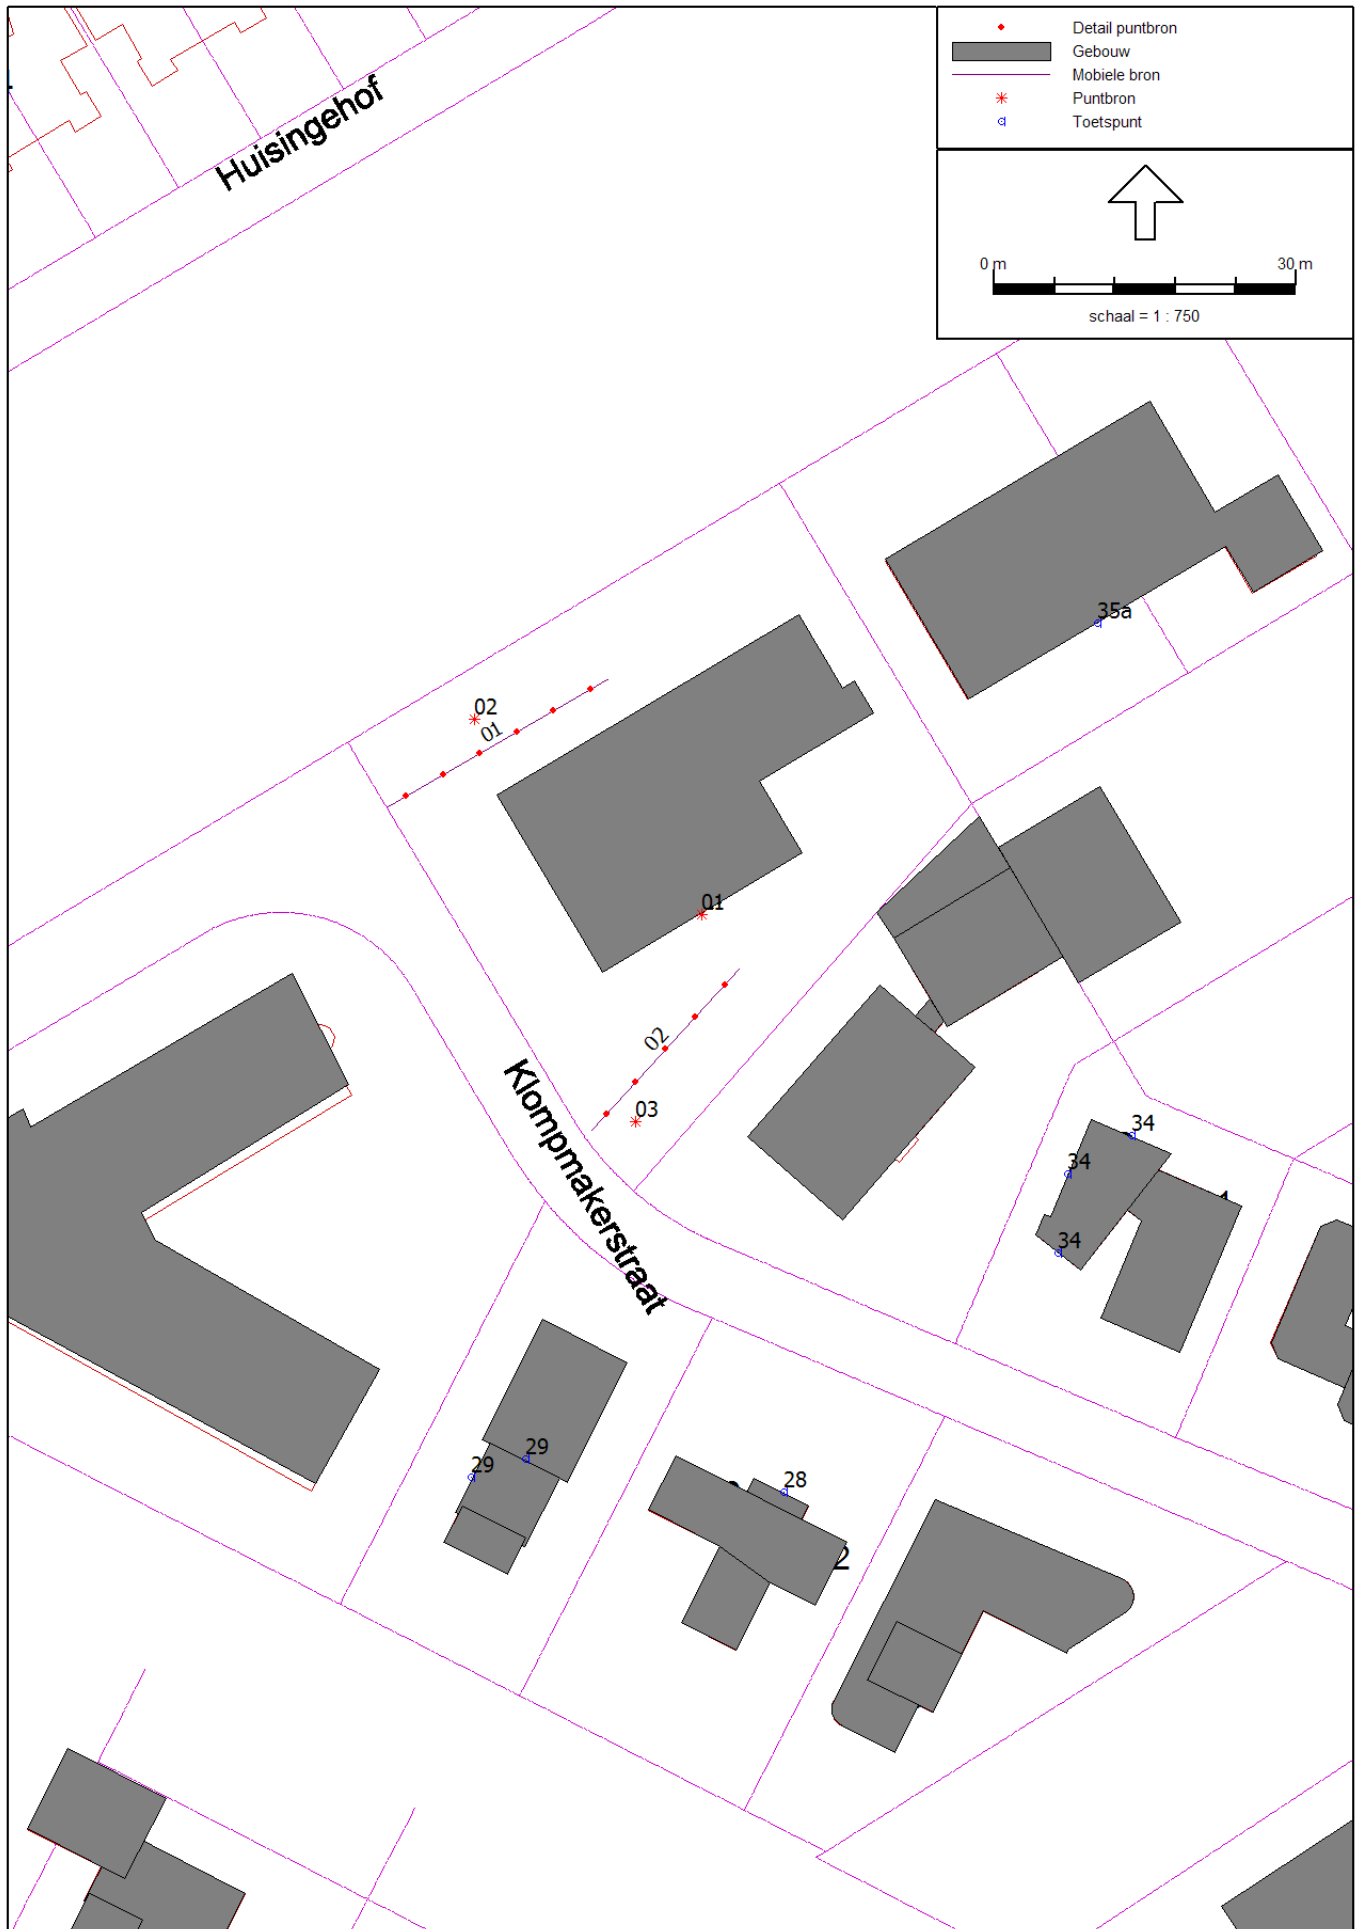 Detail puntbron
Gebouw
Mobiele bron
Puntbron
Toetspunt
0 m 30 m
schaal = 1 : 750
Huisingehof
35a
02
01
01
02
03
Klompmakerstraat
34
34
34
29
29
28
2